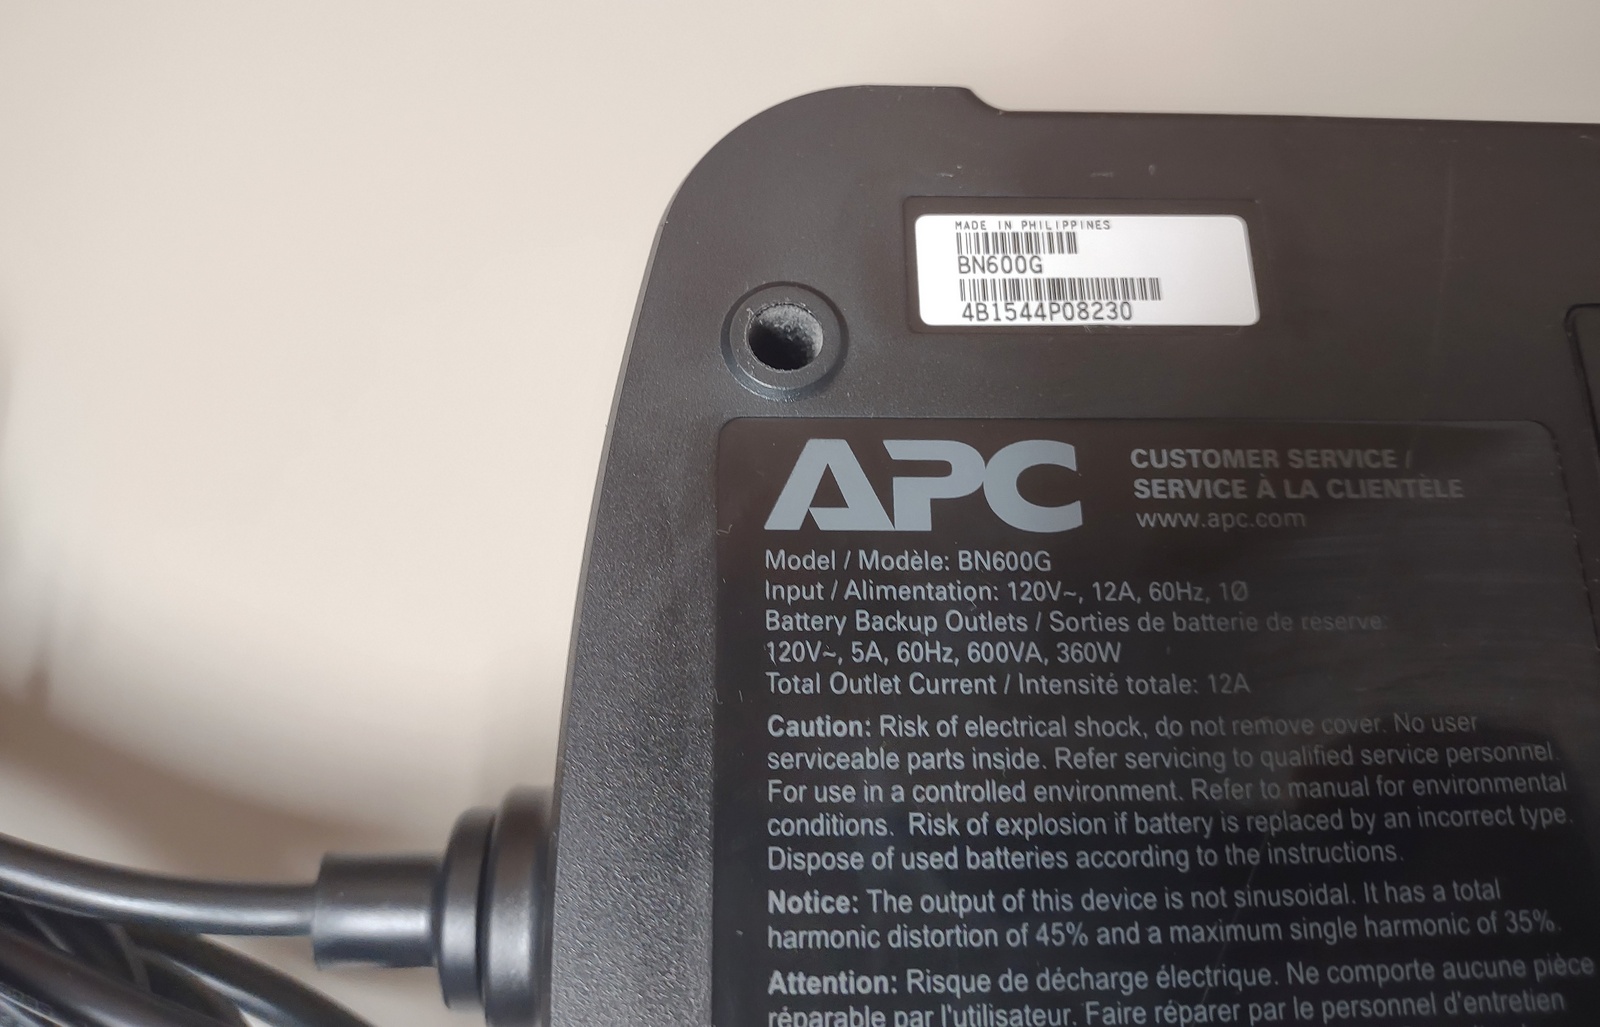 MADE IN PHILIPPINES
BN600G
4B1544P08230
APC
CUSTOMER SERVICE /
SERVICE À LA CLIENTÈLE
www.apc.com
Model / Modèle: BN600G
Input / Alimentation: 120V~, 12A, 60Hz, 1Ø
Battery Backup Outlets / Sorties de batterie de reserve:
120V~, 5A, 60Hz, 600VA, 360W
Total Outlet Current / Intensité totale: 12A
Caution: Risk of electrical shock, do not remove cover. No user
serviceable parts inside. Refer servicing to qualified service personnel.
For use in a controlled environment. Refer to manual for environmental
conditions. Risk of explosion if battery is replaced by an incorrect type.
Dispose of used batteries according to the instructions.
Notice: The output of this device is not sinusoidal. It has a total
harmonic distortion of 45% and a maximum single harmonic of 35%.
Attention: Risque de décharge électrique. Ne comporte aucune pièce
réparable par l'utilisateur. Faire réparer par le personnel d'entretien